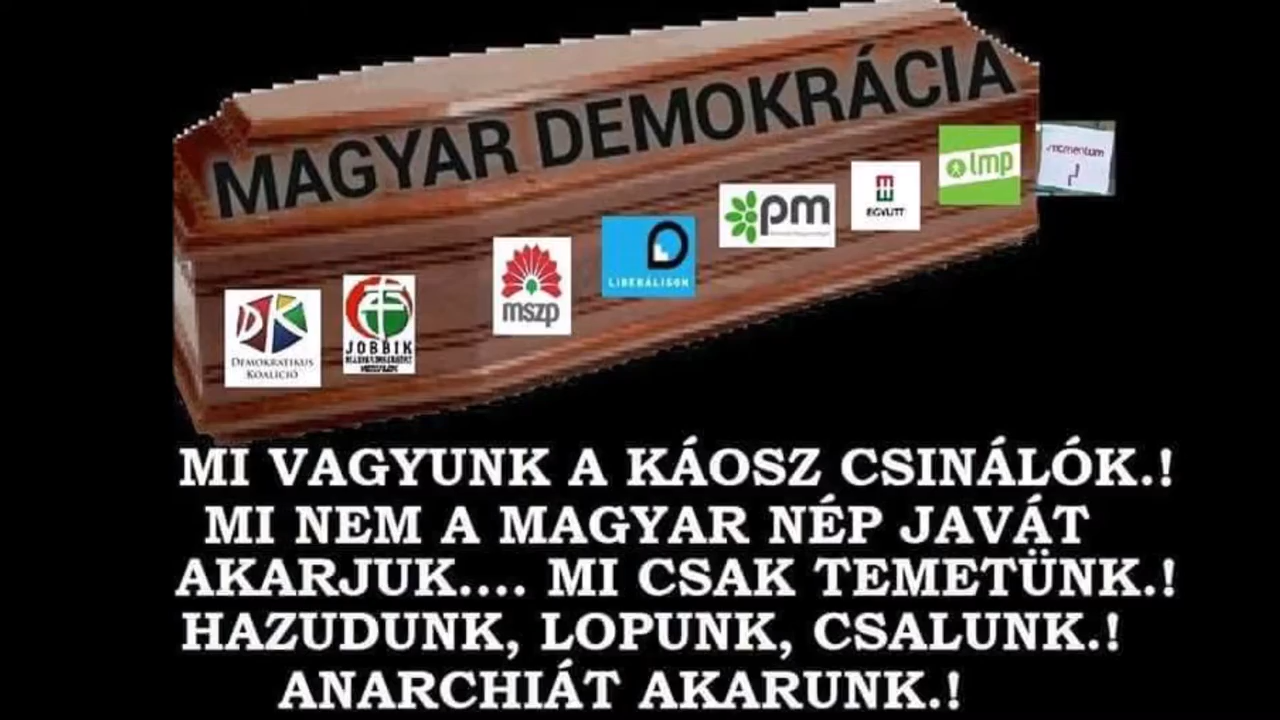 MAGYAR DEMOKRÁCIA
DK
DEMOKRATIKUS
KOALÍCIÓ
JOBBIK
mszp
LIBERÁLISOK
pm
EGYÜTT
lmp
momentum
MI VAGYUNK A KÁOSZ CSINÁLÓK.!
MI NEM A MAGYAR NÉP JAVÁT
AKARJUK.... MI CSAK TEMETÜNK.!
HAZUDUNK, LOPUNK, CSALUNK.!
ANARCHIÁT AKARUNK.!